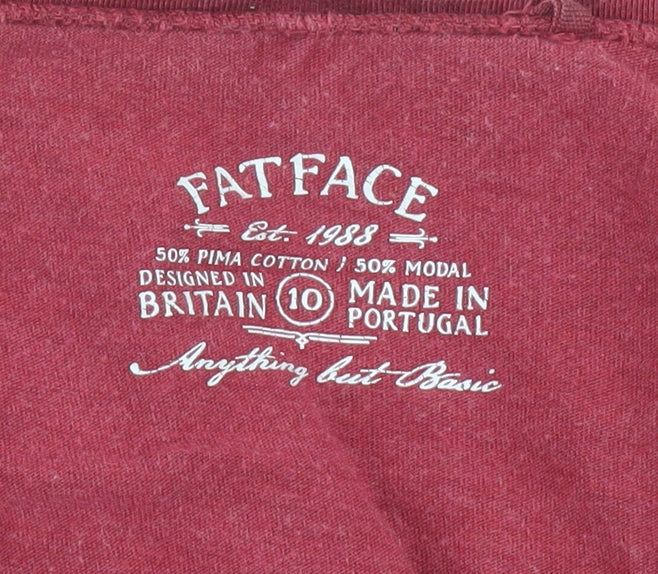 FATFACE
Est. 1988
50% PIMA COTTON / 50% MODAL
DESIGNED IN
BRITAIN
10
MADE IN
PORTUGAL
Anything but Basic